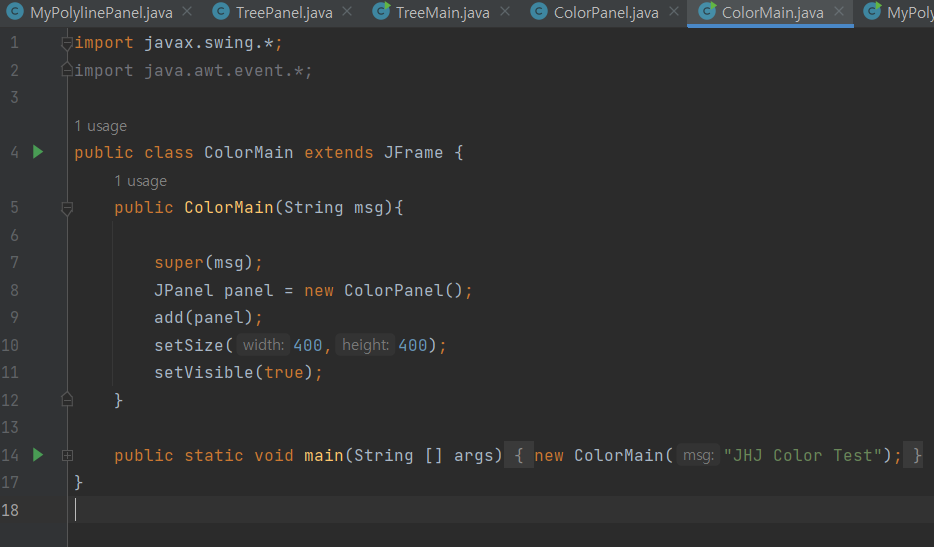 MyPolylinePanel.java TreePanel.java TreeMain.java ColorPanel.java ColorMain.java MyPoly
1 import javax.swing.*;
2 import java.awt.event.*;
3
1 usage
4 public class ColorMain extends JFrame {
1 usage
5 public ColorMain(String msg){
6
7 super(msg);
8 JPanel panel = new ColorPanel();
9 add(panel);
10 setSize( width: 400, height: 400);
11 setVisible(true);
12 }
13
14 public static void main(String [] args) { new ColorMain( msg: "JHJ Color Test"); }
17 }
18